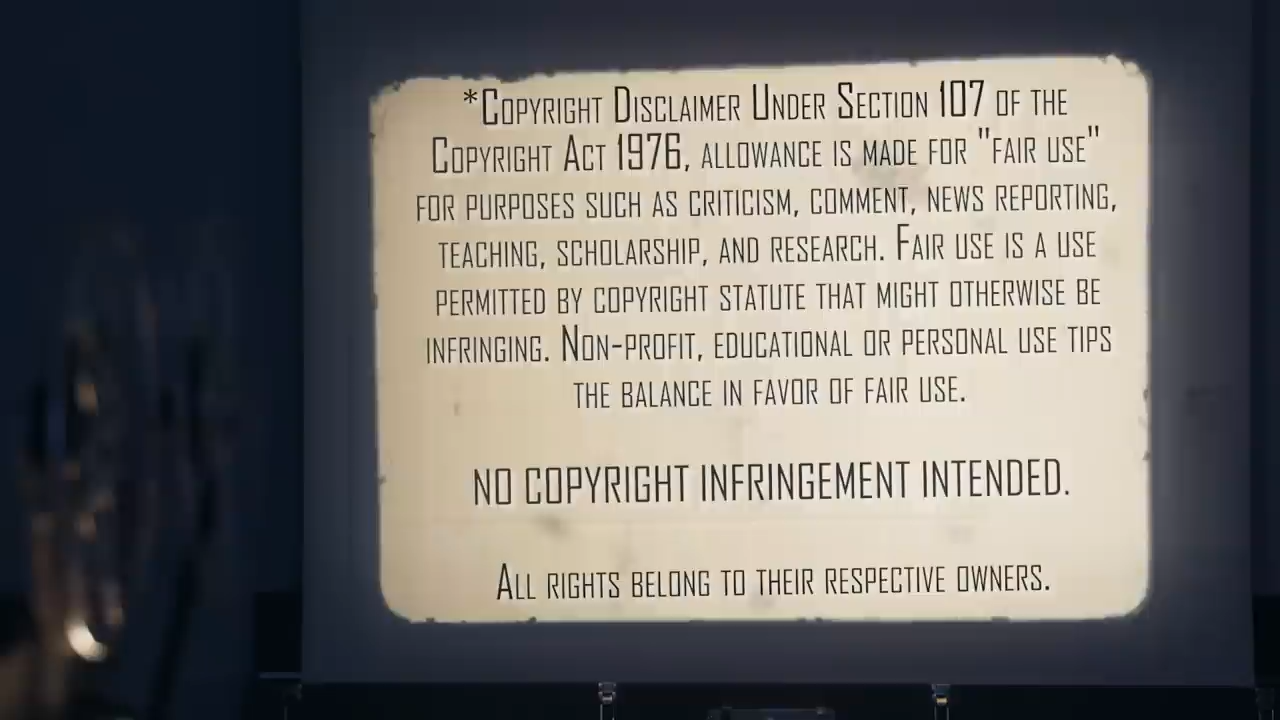 *Copyright Disclaimer Under Section 107 of the
Copyright Act 1976, allowance is made for "fair use"
for purposes such as criticism, comment, news reporting,
teaching, scholarship, and research. Fair use is a use
permitted by copyright statute that might otherwise be
infringing. Non-profit, educational or personal use tips
the balance in favor of fair use.
NO COPYRIGHT INFRINGEMENT INTENDED.
All rights belong to their respective owners.